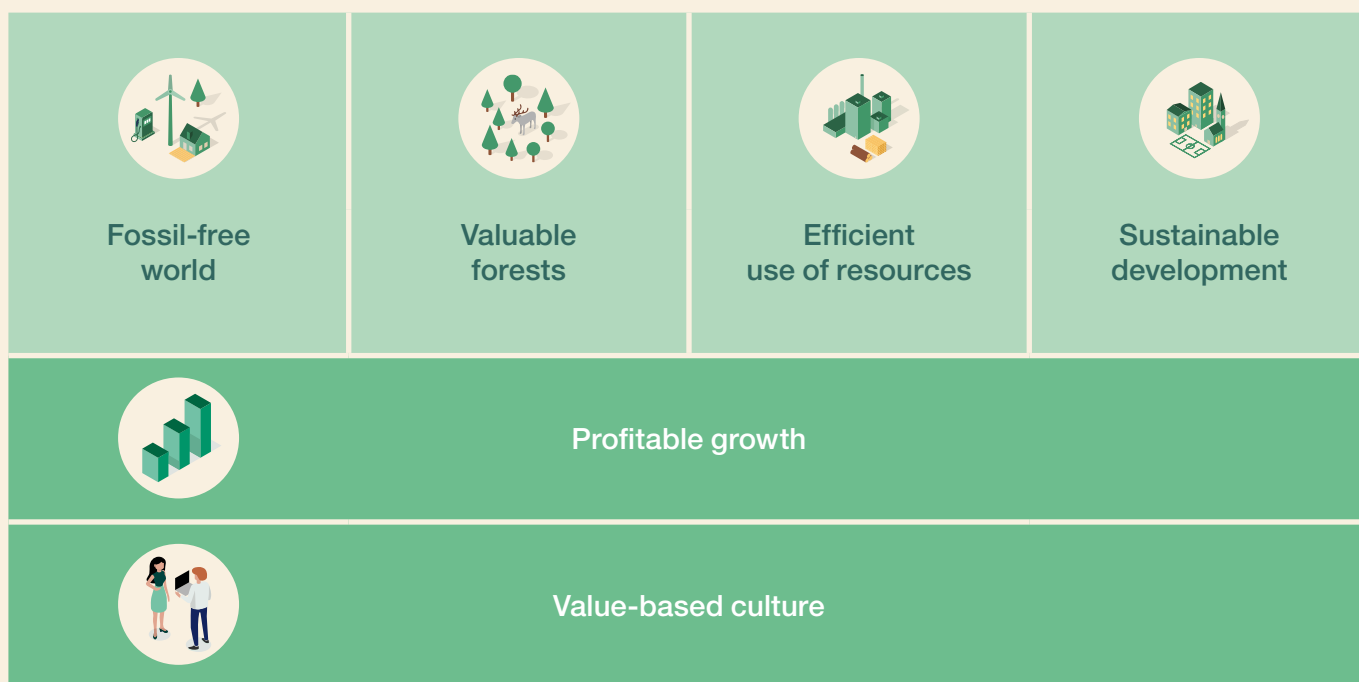 Fossil-free
world
Valuable
forests
Efficient
use of resources
Sustainable
development
Profitable growth
Value-based culture